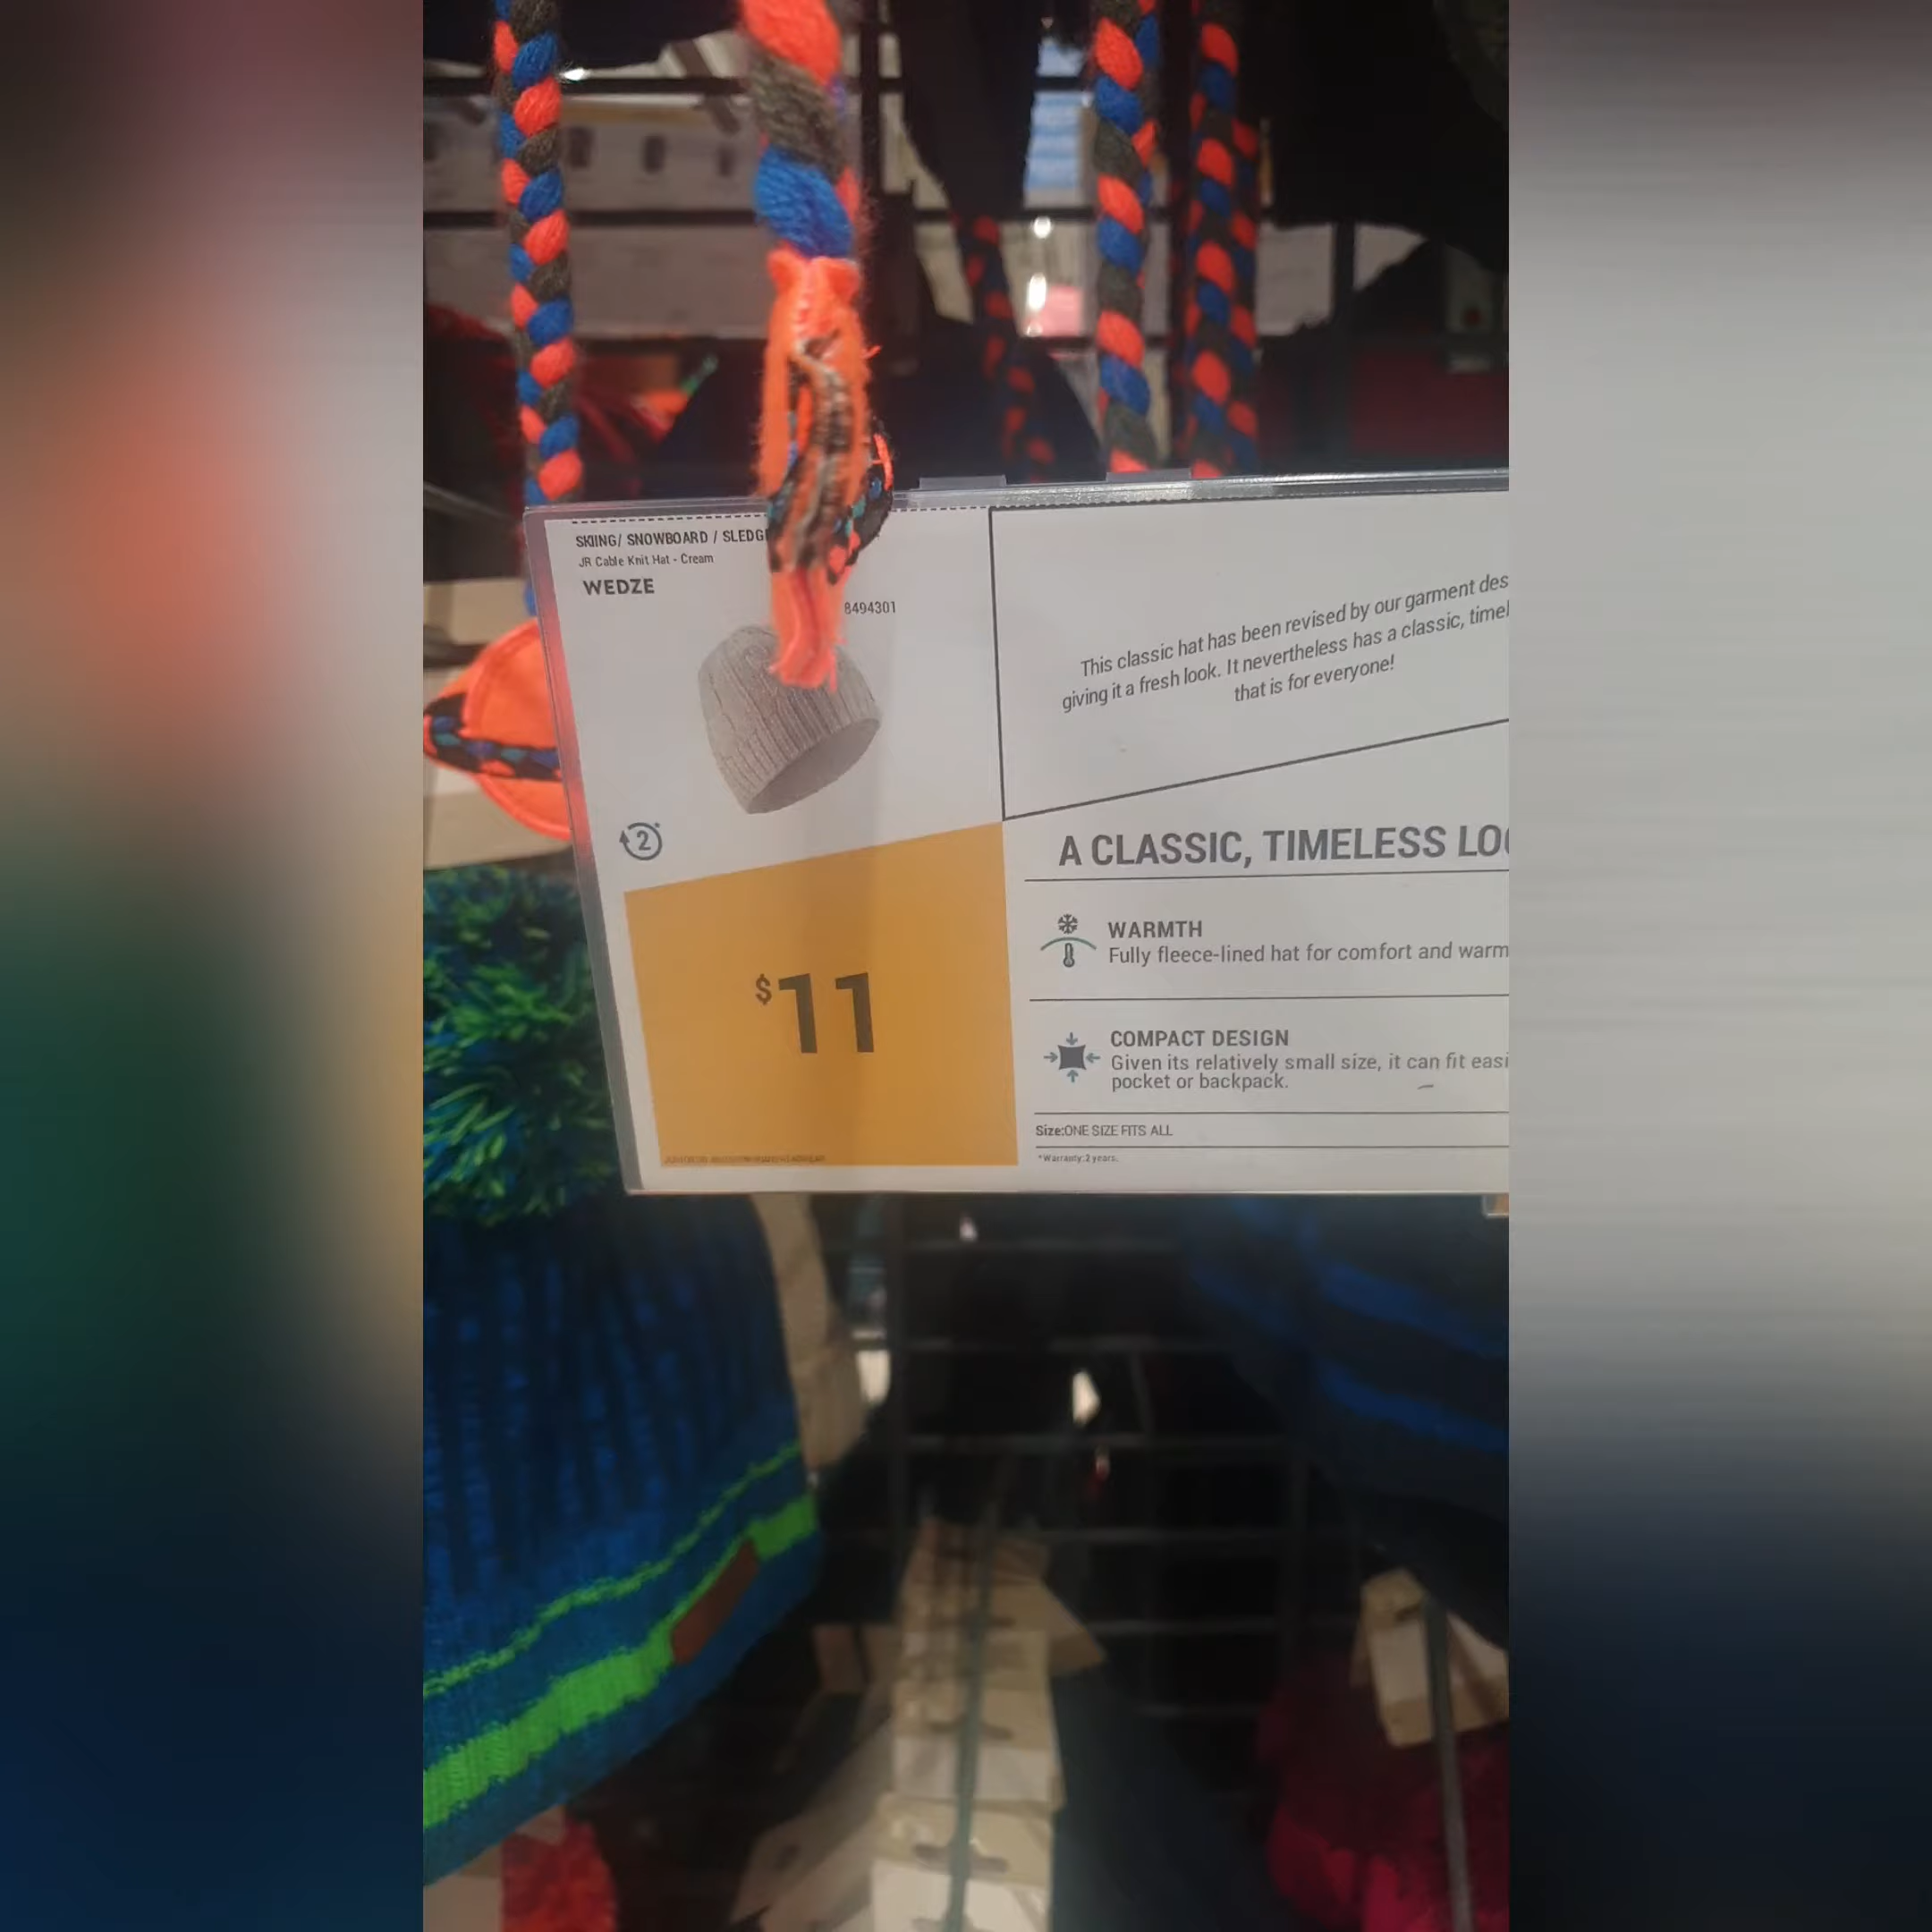 SKIING/ SNOWBOARD / SLEDG
JR Cable Knit Hat - Cream
WEDZE
8494301
This classic hat has been revised by our garment des
giving it a fresh look. It nevertheless has a classic, timel
that is for everyone!
2
$11
A CLASSIC, TIMELESS LOO
WARMTH
Fully fleece-lined hat for comfort and warm
COMPACT DESIGN
Given its relatively small size, it can fit easi
pocket or backpack.
Size:ONE SIZE FITS ALL
*Warranty:2 years.